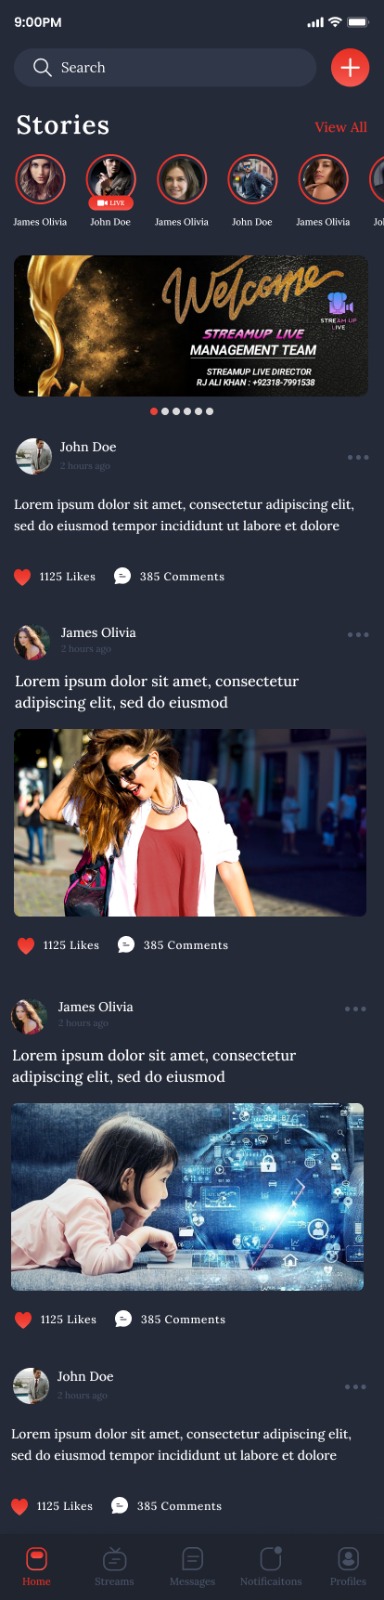 9:00PM
Search
Stories
View All
James Olivia
LIVE
John Doe
James Olivia
John Doe
James Olivia
Welcome
STREAMUP LIVE
MANAGEMENT TEAM
STREAMUP LIVE DIRECTOR
RJ ALI KHAN : +92318-7991538
STREAM-UP
LIVE
John Doe
2 hours ago
Lorem ipsum dolor sit amet, consectetur adipiscing elit,
sed do eiusmod tempor incididunt ut labore et dolore
1125 Likes 385 Comments
James Olivia
2 hours ago
Lorem ipsum dolor sit amet, consectetur
adipiscing elit, sed do eiusmod
1125 Likes 385 Comments
James Olivia
2 hours ago
Lorem ipsum dolor sit amet, consectetur
adipiscing elit, sed do eiusmod
1125 Likes 385 Comments
John Doe
2 hours ago
Lorem ipsum dolor sit amet, consectetur adipiscing elit,
sed do eiusmod tempor incididunt ut labore et dolore
1125 Likes 385 Comments
Home Streams Messages Notificaitons Profiles